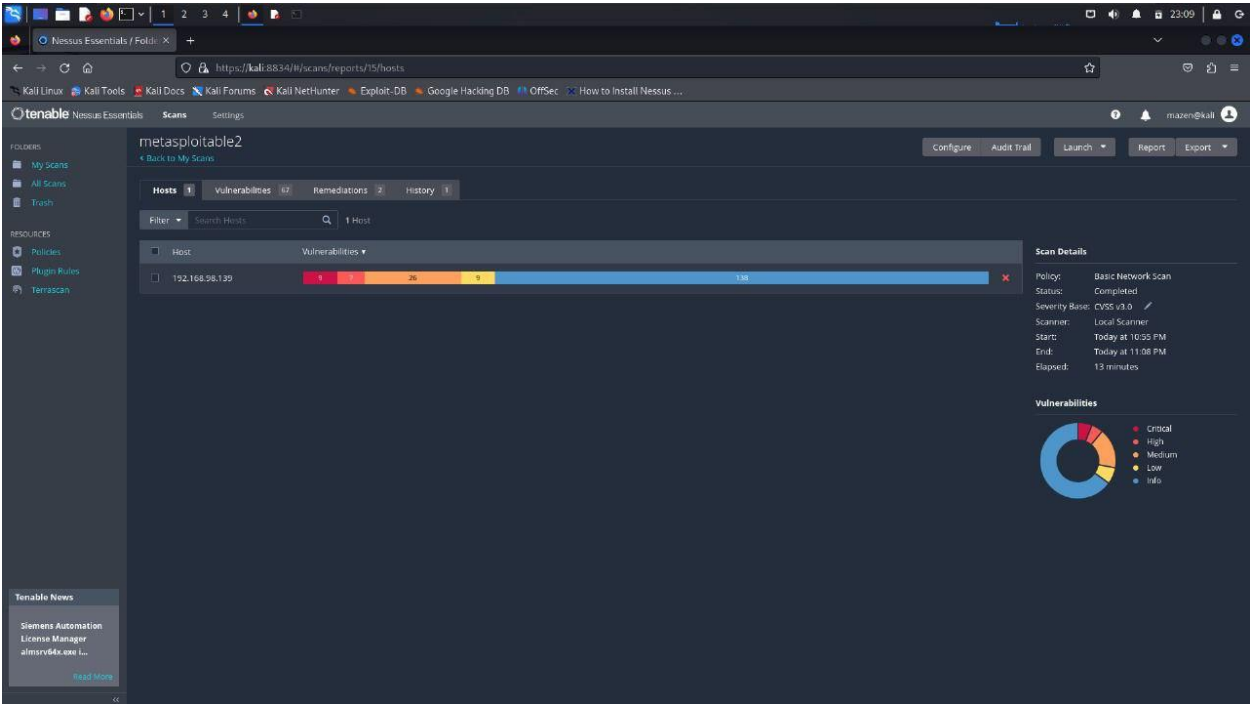 1 2 3 4 23:09
Nessus Essentials / Folde
https://kali:8834/#/scans/reports/15/hosts
Kali Linux Kali Tools Kali Docs Kali Forums Kali NetHunter Exploit-DB Google Hacking DB OffSec How to Install Nessus ...
tenable Nessus Essentials Scans Settings mazen@kali
FOLDERS
My Scans
All Scans
Trash
RESOURCES
Policies
Plugin Rules
Terrascan
metasploitable2
Back to My Scans
Configure Audit Trail Launch Report Export
Hosts 1 Vulnerabilities 67 Remediations 2 History 1
Filter Search Hosts 1 Host
Host Vulnerabilities
192.168.98.139 9 7 26 9 138
Scan Details
Policy: Basic Network Scan
Status: Completed
Severity Base: CVSS v3.0
Scanner: Local Scanner
Start: Today at 10:55 PM
End: Today at 11:08 PM
Elapsed: 13 minutes
Vulnerabilities
Critical
High
Medium
Low
Info
Tenable News
Siemens Automation
License Manager
almsrv64x.exe i...
Read More